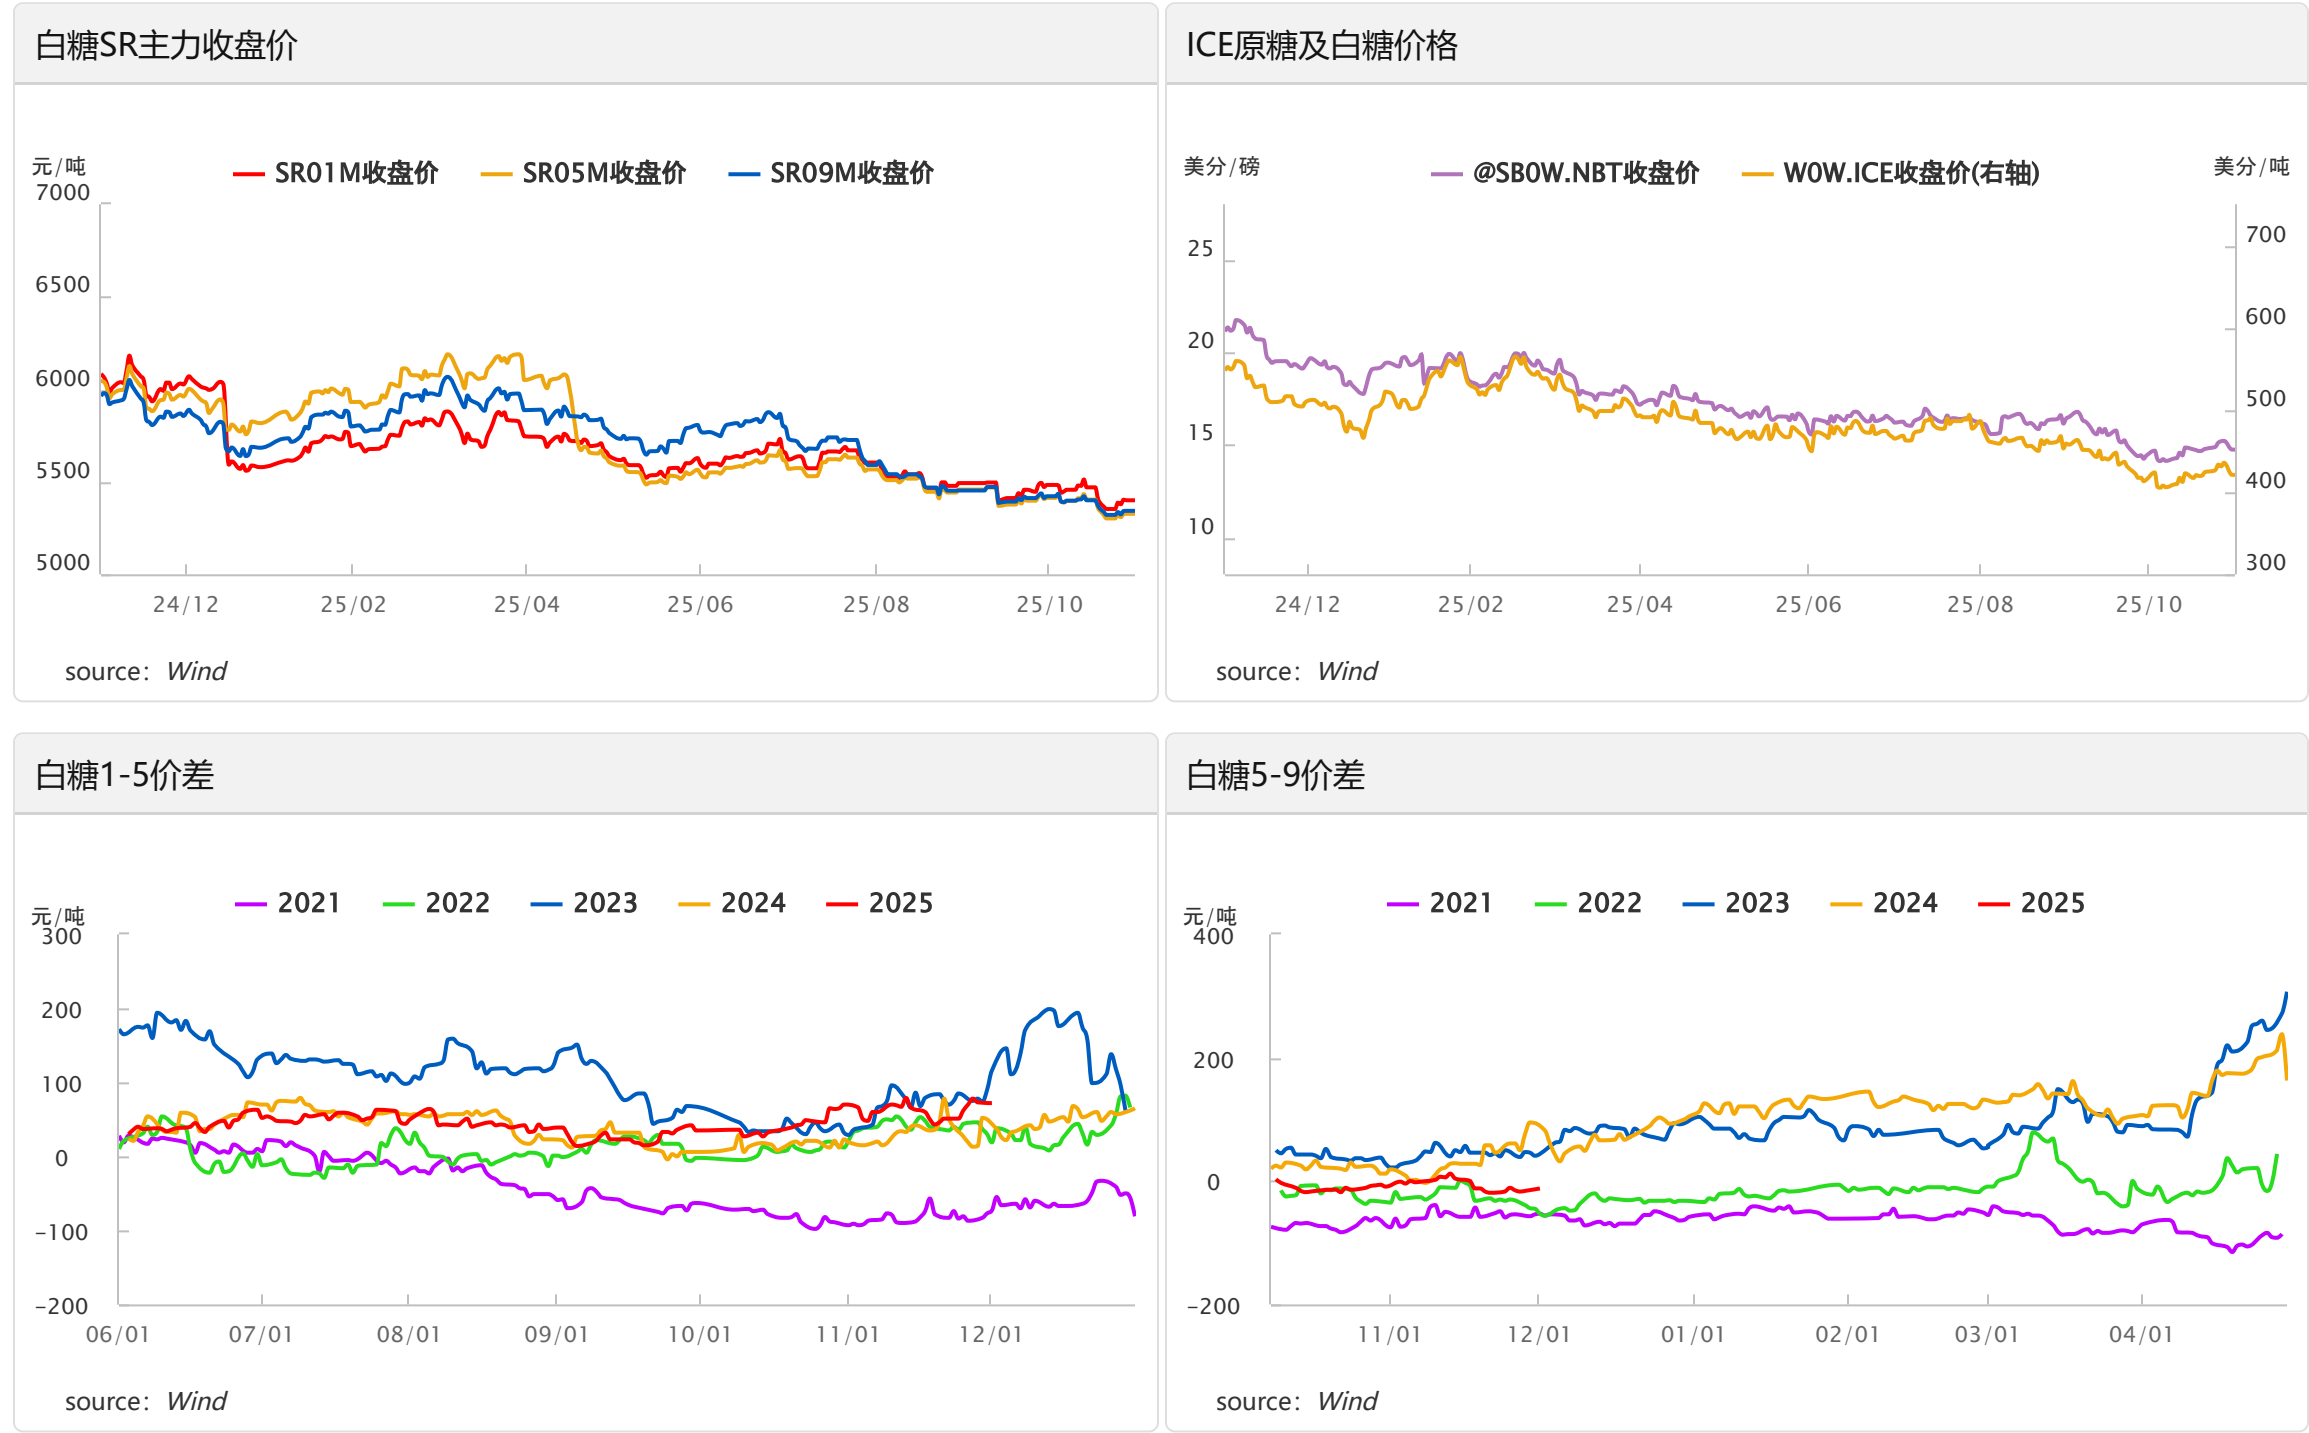 白糖SR主力收盘价
元/吨
SR01M收盘价 SR05M收盘价 SR09M收盘价
7000
6500
6000
5500
5000
24/12 25/02 25/04 25/06 25/08 25/10
source: Wind
ICE原糖及白糖价格
美分/磅
@SB0W.NBT收盘价 W0W.ICE收盘价(右轴)
美分/吨
25
20
15
10
700
600
500
400
300
24/12 25/02 25/04 25/06 25/08 25/10
source: Wind
白糖1-5价差
2021 2022 2023 2024 2025
元/吨
300
200
100
0
-100
-200
06/01 07/01 08/01 09/01 10/01 11/01 12/01
source: Wind
白糖5-9价差
2021 2022 2023 2024 2025
元/吨
400
200
0
-200
11/01 12/01 01/01 02/01 03/01 04/01
source: Wind